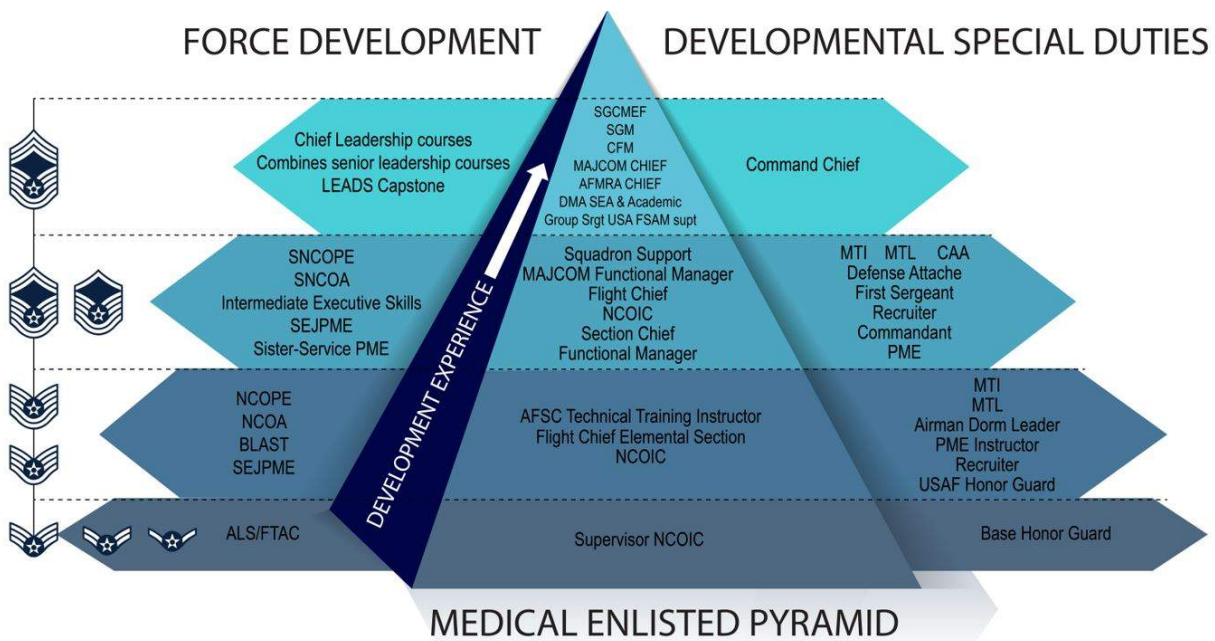 FORCE DEVELOPMENT
DEVELOPMENTAL SPECIAL DUTIES
Chief Leadership courses
Combines senior leadership courses
LEADS Capstone
SGCMEF
SGM
CFM
MAJCOM CHIEF
AFMRA CHIEF
DMA SEA & Academic
Group Srgt USA FSAM supt
Command Chief
SNCOPE
SNCOA
Intermediate Executive Skills
SEJPME
Sister-Service PME
Squadron Support
MAJCOM Functional Manager
Flight Chief
NCOIC
Section Chief
Functional Manager
MTI MTL CAA
Defense Attache
First Sergeant
Recruiter
Commandant
PME
NCOPE
NCOA
BLAST
SEJPME
AFSC Technical Training Instructor
Flight Chief Elemental Section
NCOIC
MTI
MTL
Airman Dorm Leader
PME Instructor
Recruiter
USAF Honor Guard
ALS/FTAC
Supervisor NCOIC
Base Honor Guard
DEVELOPMENT EXPERIENCE
MEDICAL ENLISTED PYRAMID